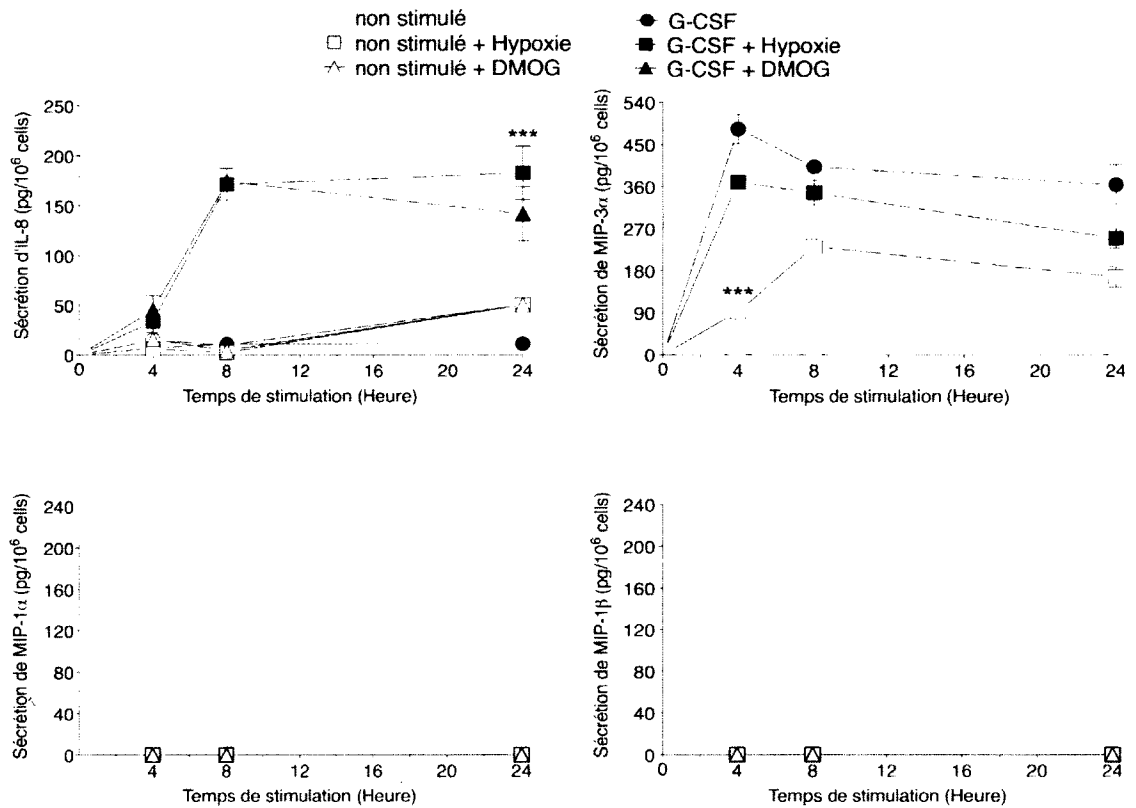 non stimulé
non stimulé + Hypoxie
non stimulé + DMOG
G-CSF
G-CSF + Hypoxie
G-CSF + DMOG
Sécrétion d'IL-8 (pg/10⁶ cells)
250
200
150
100
50
0
***
4 8 12 16 20 24
Temps de stimulation (Heure)
Sécrétion de MIP-3α (pg/10⁶ cells)
540
450
360
270
180
90
0
***
0 4 8 12 16 20 24
Temps de stimulation (Heure)
Sécrétion de MIP-1α (pg/10⁶ cells)
240
200
160
120
80
40
0
4 8 12 16 20 24
Temps de stimulation (Heure)
Sécrétion de MIP-1β (pg/10⁶ cells)
240
200
160
120
80
40
0
0 4 8 12 16 20 24
Temps de stimulation (Heure)